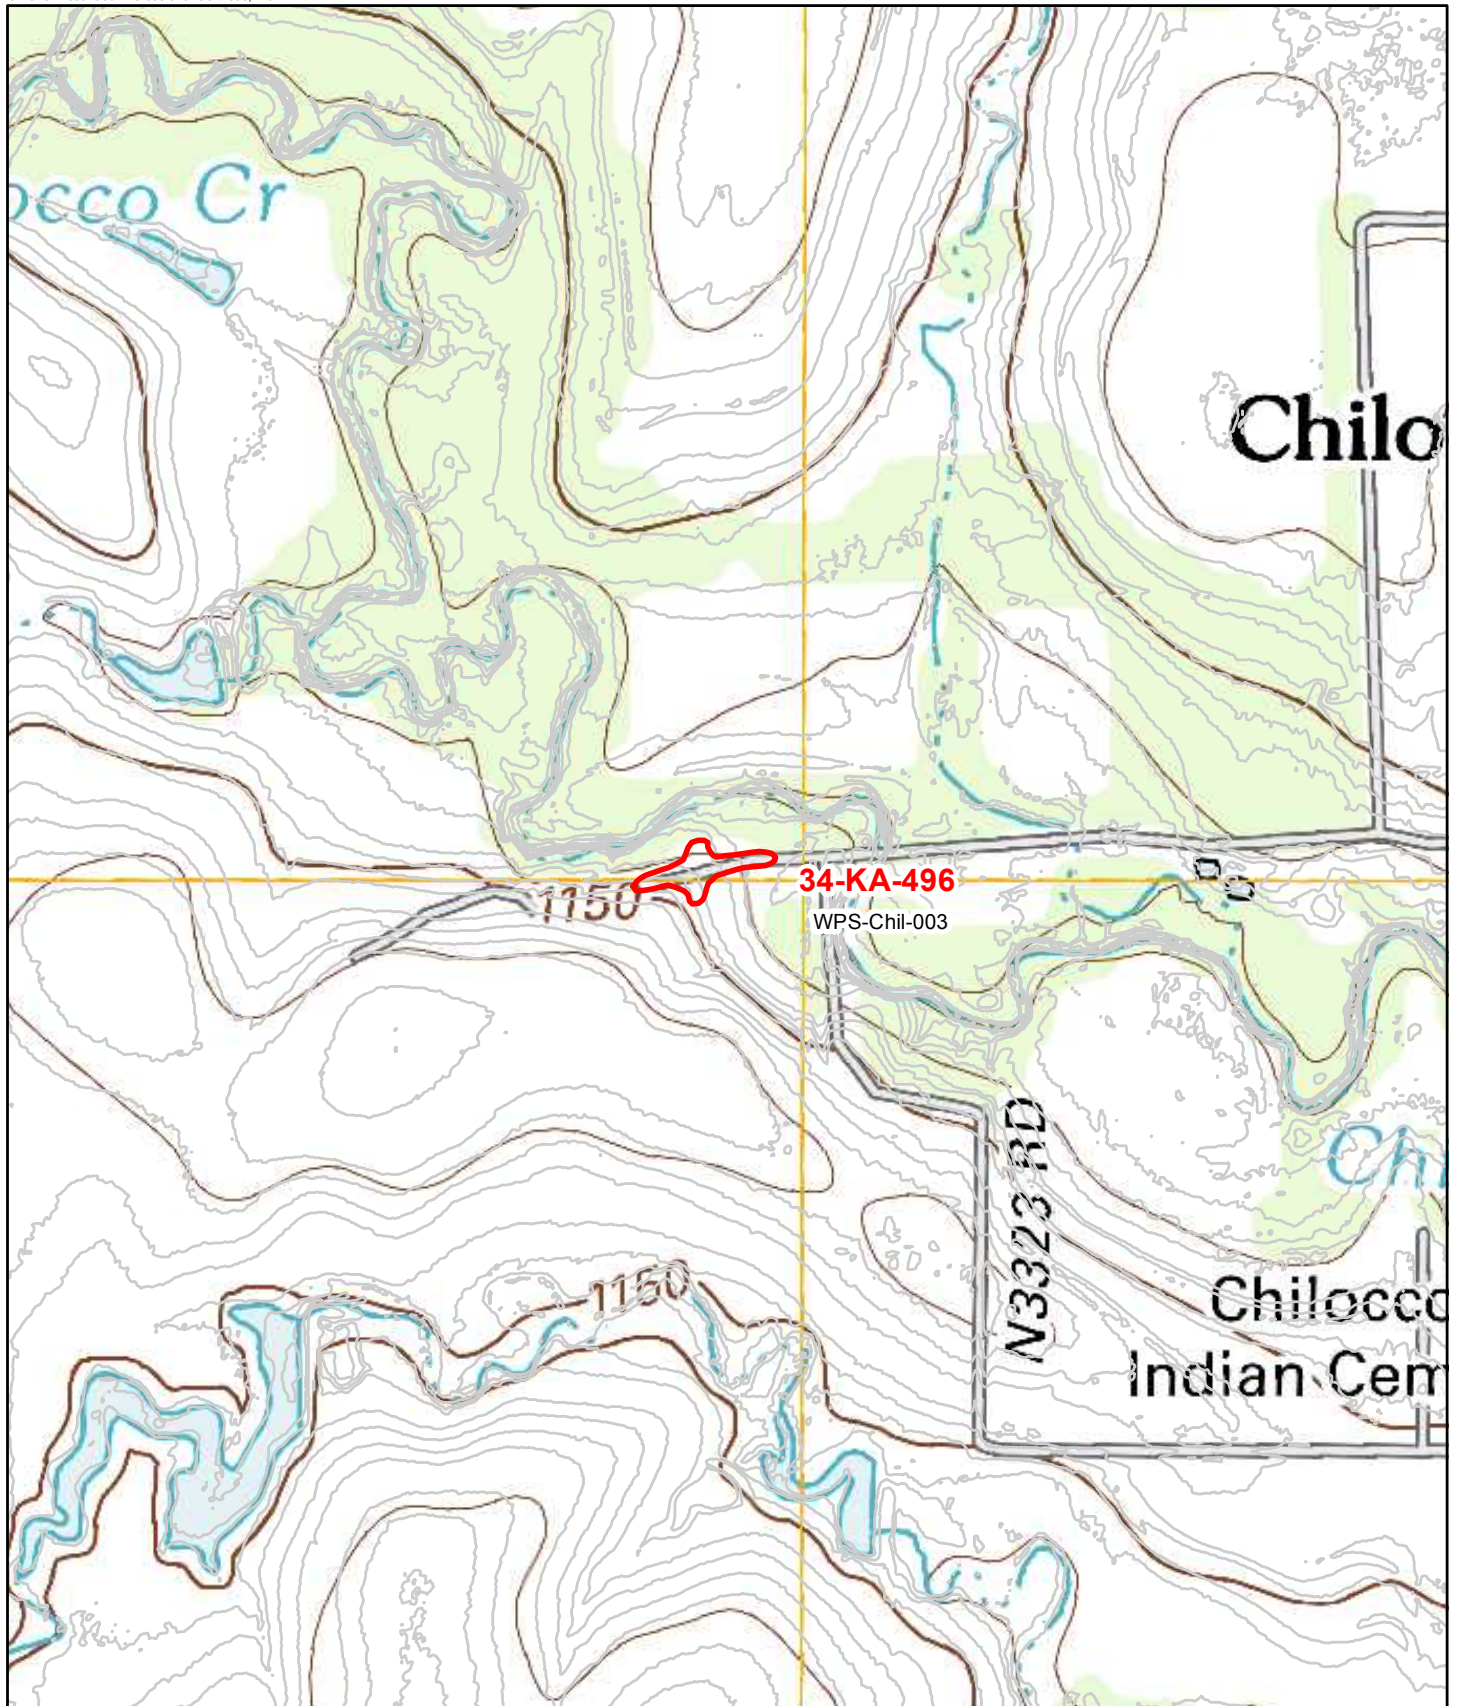 occo Cr
Chilo
34-KA-496
1150
WPS-Chil-003
N3323 RD
Chi
1150
Chilocco
Indian Cem